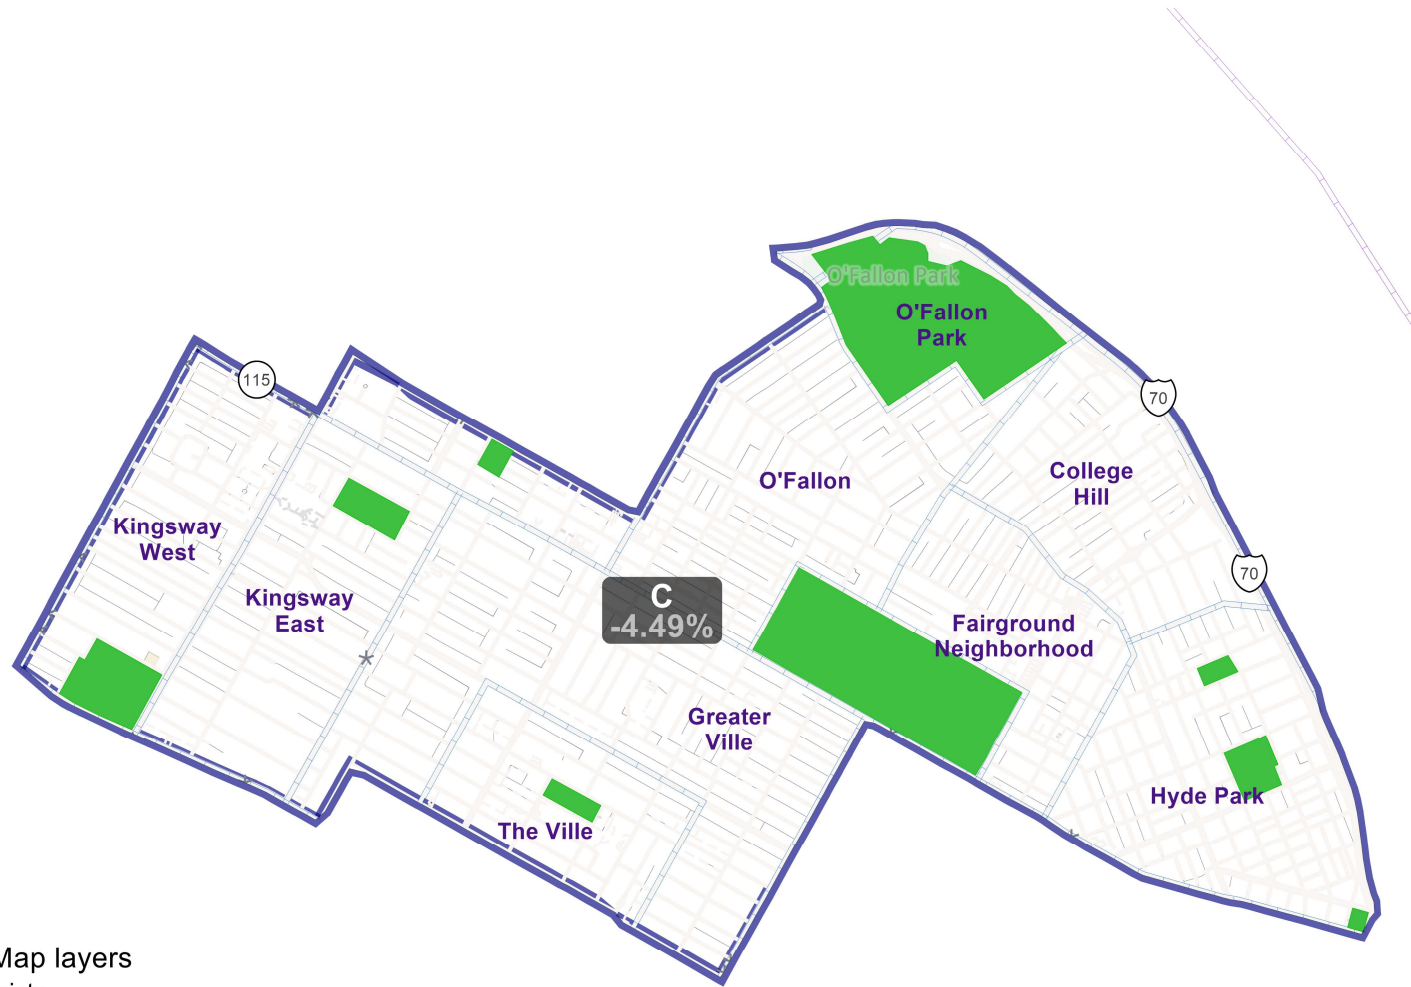 O'Fallon Park
O'Fallon
Park
115
70
O'Fallon
College
Hill
70
Kingsway
West
Kingsway
East
C
-4.49%
Fairground
Neighborhood
Greater
Ville
Hyde Park
The Ville
Map layers